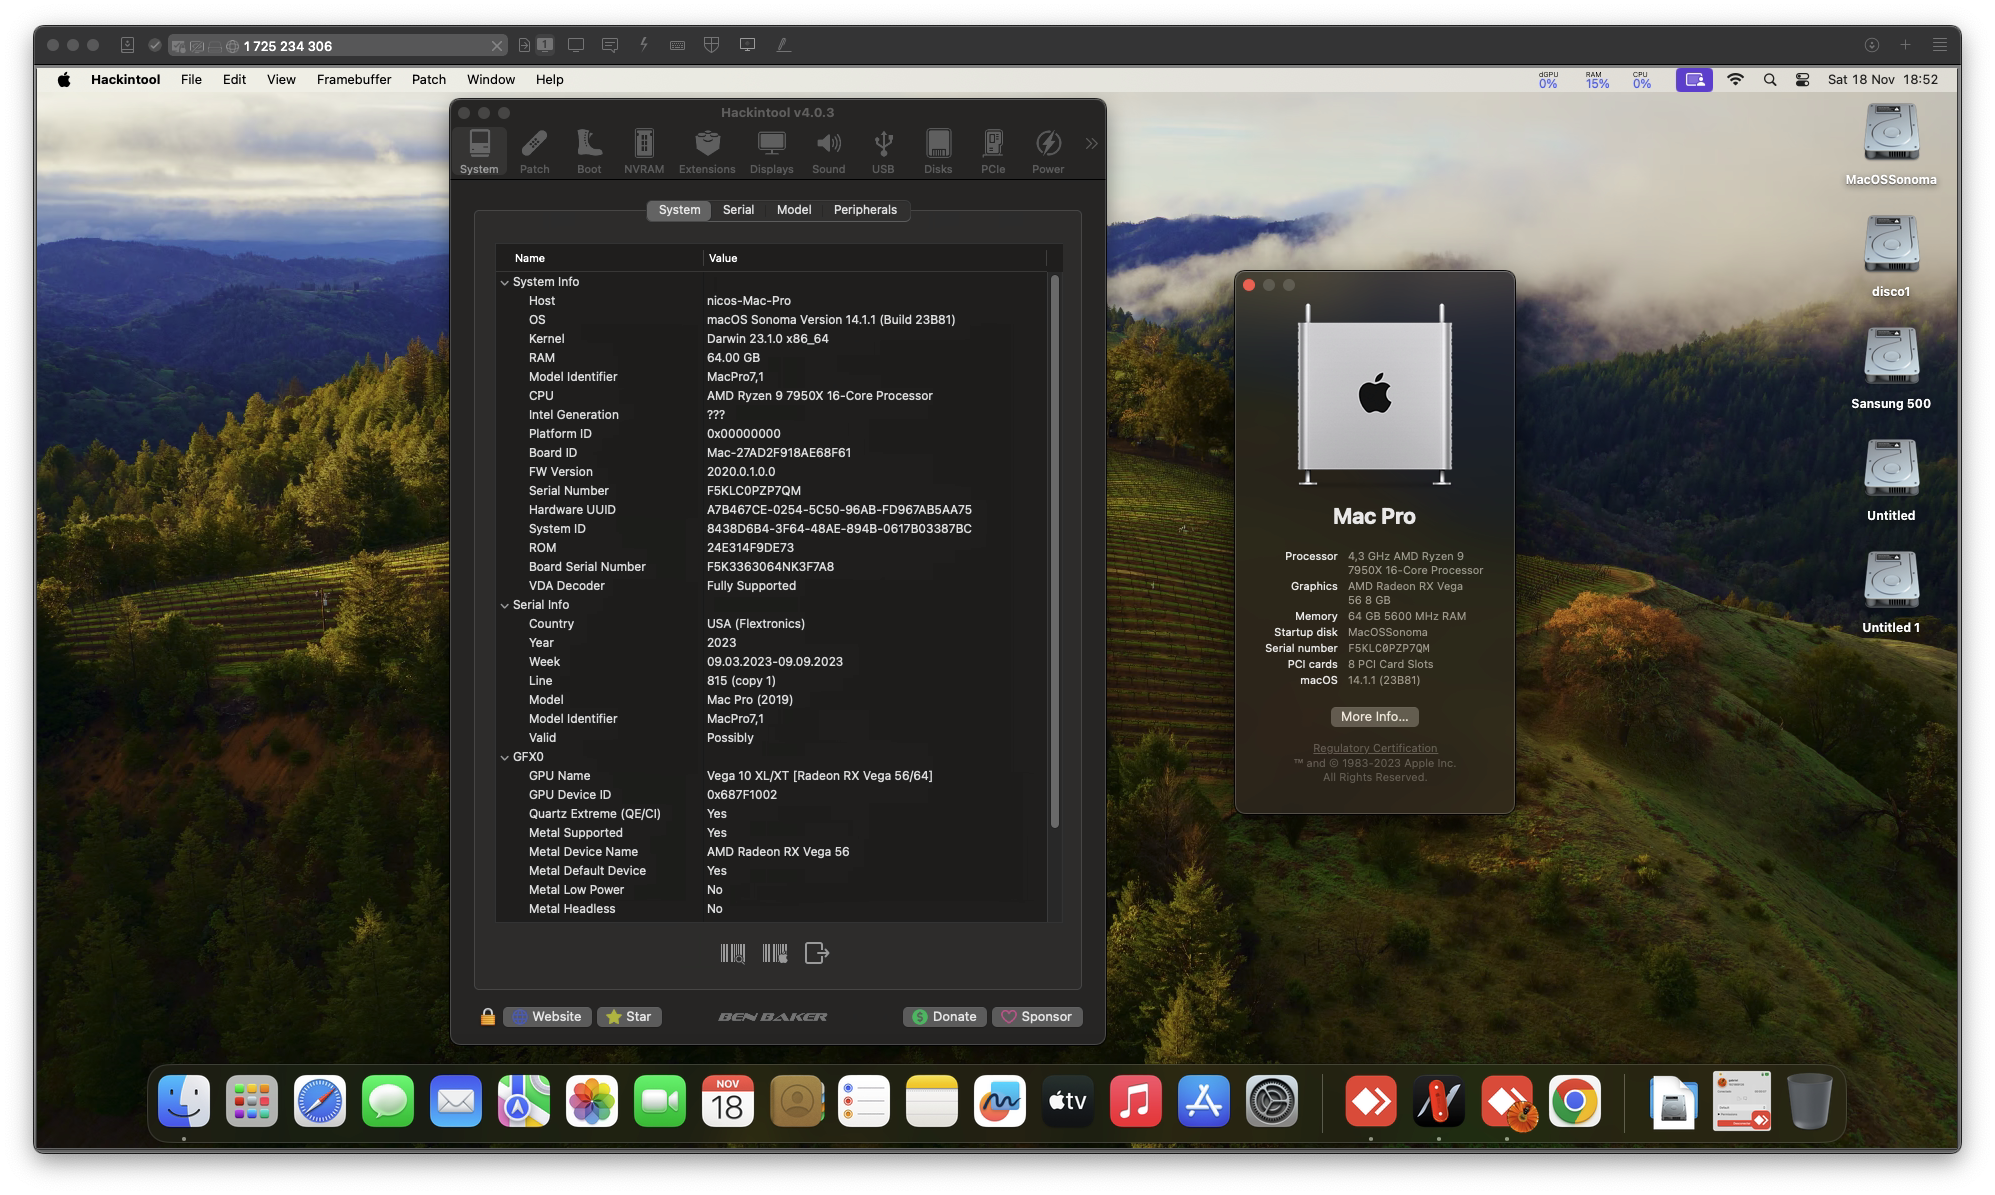 1 725 234 306
1
Hackintool File Edit View Framebuffer Patch Window Help
dGPU 0% RAM 15% CPU 0% Sat 18 Nov 18:52
Hackintool v4.0.3
System Patch Boot NVRAM Extensions Displays Sound USB Disks PCIe Power
System Serial Model Peripherals
Name Value
System Info
Host nicos-Mac-Pro
OS macOS Sonoma Version 14.1.1 (Build 23B81)
Kernel Darwin 23.1.0 x86_64
RAM 64.00 GB
Model Identifier MacPro7,1
CPU AMD Ryzen 9 7950X 16-Core Processor
Intel Generation ???
Platform ID 0x00000000
Board ID Mac-27AD2F918AE68F61
FW Version 2020.0.1.0.0
Serial Number F5KLC0PZP7QM
Hardware UUID A7B467CE-0254-5C50-96AB-FD967AB5AA75
System ID 8438D6B4-3F64-48AE-894B-0617B03387BC
ROM 24E314F9DE73
Board Serial Number F5K3363064NK3F7A8
VDA Decoder Fully Supported
Serial Info
Country USA (Flextronics)
Year 2023
Week 09.03.2023-09.09.2023
Line 815 (copy 1)
Model Mac Pro (2019)
Model Identifier MacPro7,1
Valid Possibly
GFX0
GPU Name Vega 10 XL/XT [Radeon RX Vega 56/64]
GPU Device ID 0x687F1002
Quartz Extreme (QE/CI) Yes
Metal Supported Yes
Metal Device Name AMD Radeon RX Vega 56
Metal Default Device Yes
Metal Low Power No
Metal Headless No
Website Star BEN BAKER Donate Sponsor
Mac Pro
Processor 4,3 GHz AMD Ryzen 9
7950X 16-Core Processor
Graphics AMD Radeon RX Vega
56 8 GB
Memory 64 GB 5600 MHz RAM
Startup disk MacOSSonoma
Serial number F5KLC0PZP7QM
PCI cards 8 PCI Card Slots
macOS 14.1.1 (23B81)
More Info...
Regulatory Certification
™ and © 1983-2023 Apple Inc.
All Rights Reserved.
MacOSSonoma
disco1
Sansung 500
Untitled
Untitled 1
NOV
18
tv